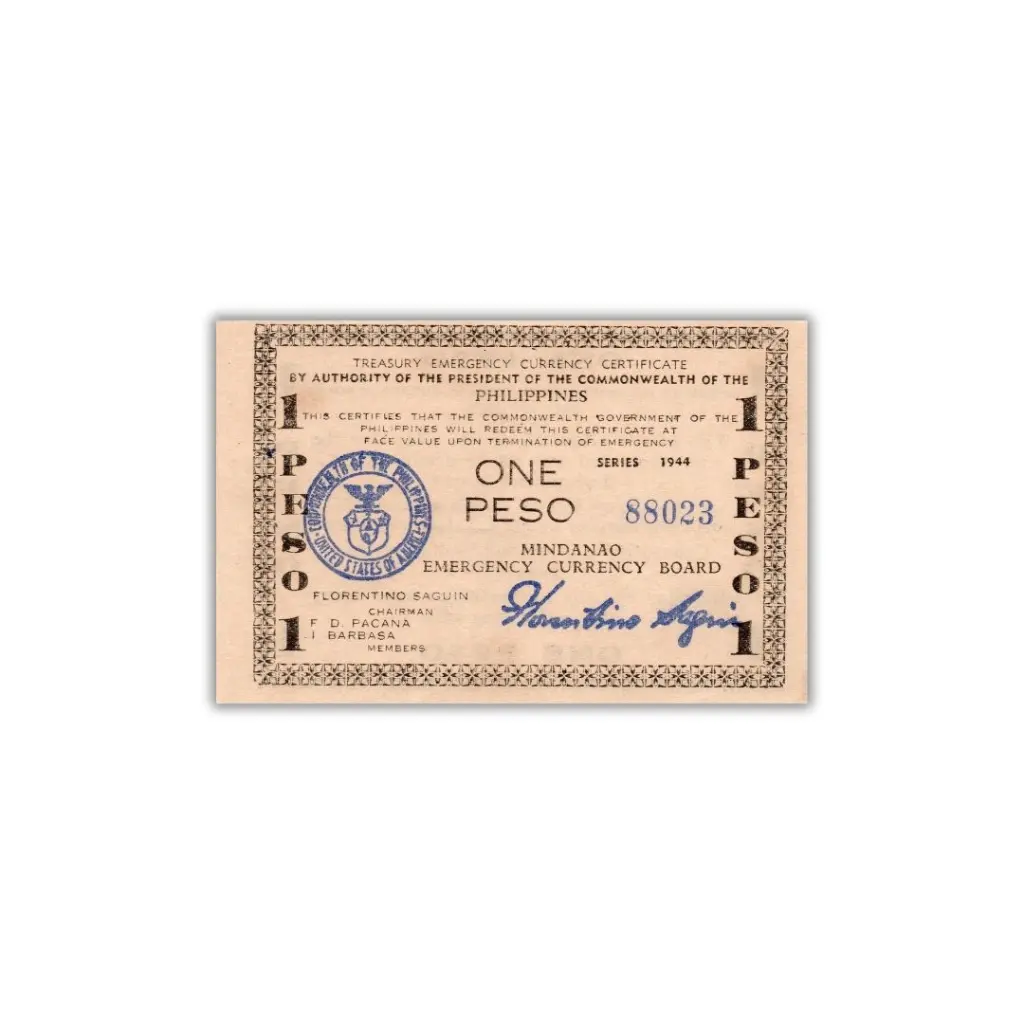 TREASURY EMERGENCY CURRENCY CERTIFICATE
BY AUTHORITY OF THE PRESIDENT OF THE COMMONWEALTH OF THE
PHILIPPINES
THIS CERTIFIES THAT THE COMMONWEALTH GOVERNMENT OF THE
PHILIPPINES WILL REDEEM THIS CERTIFICATE AT
FACE VALUE UPON TERMINATION OF EMERGENCY
1 PESO 1
ONE
PESO
SERIES 1944
88023
COMMONWEALTH OF THE PHILIPPINES
UNITED STATES OF AMERICA
MINDANAO
EMERGENCY CURRENCY BOARD
FLORENTINO SAGUIN
CHAIRMAN
F D. PACANA
J BARBASA
MEMBERS
Florentino Saguin
1 PESO 1